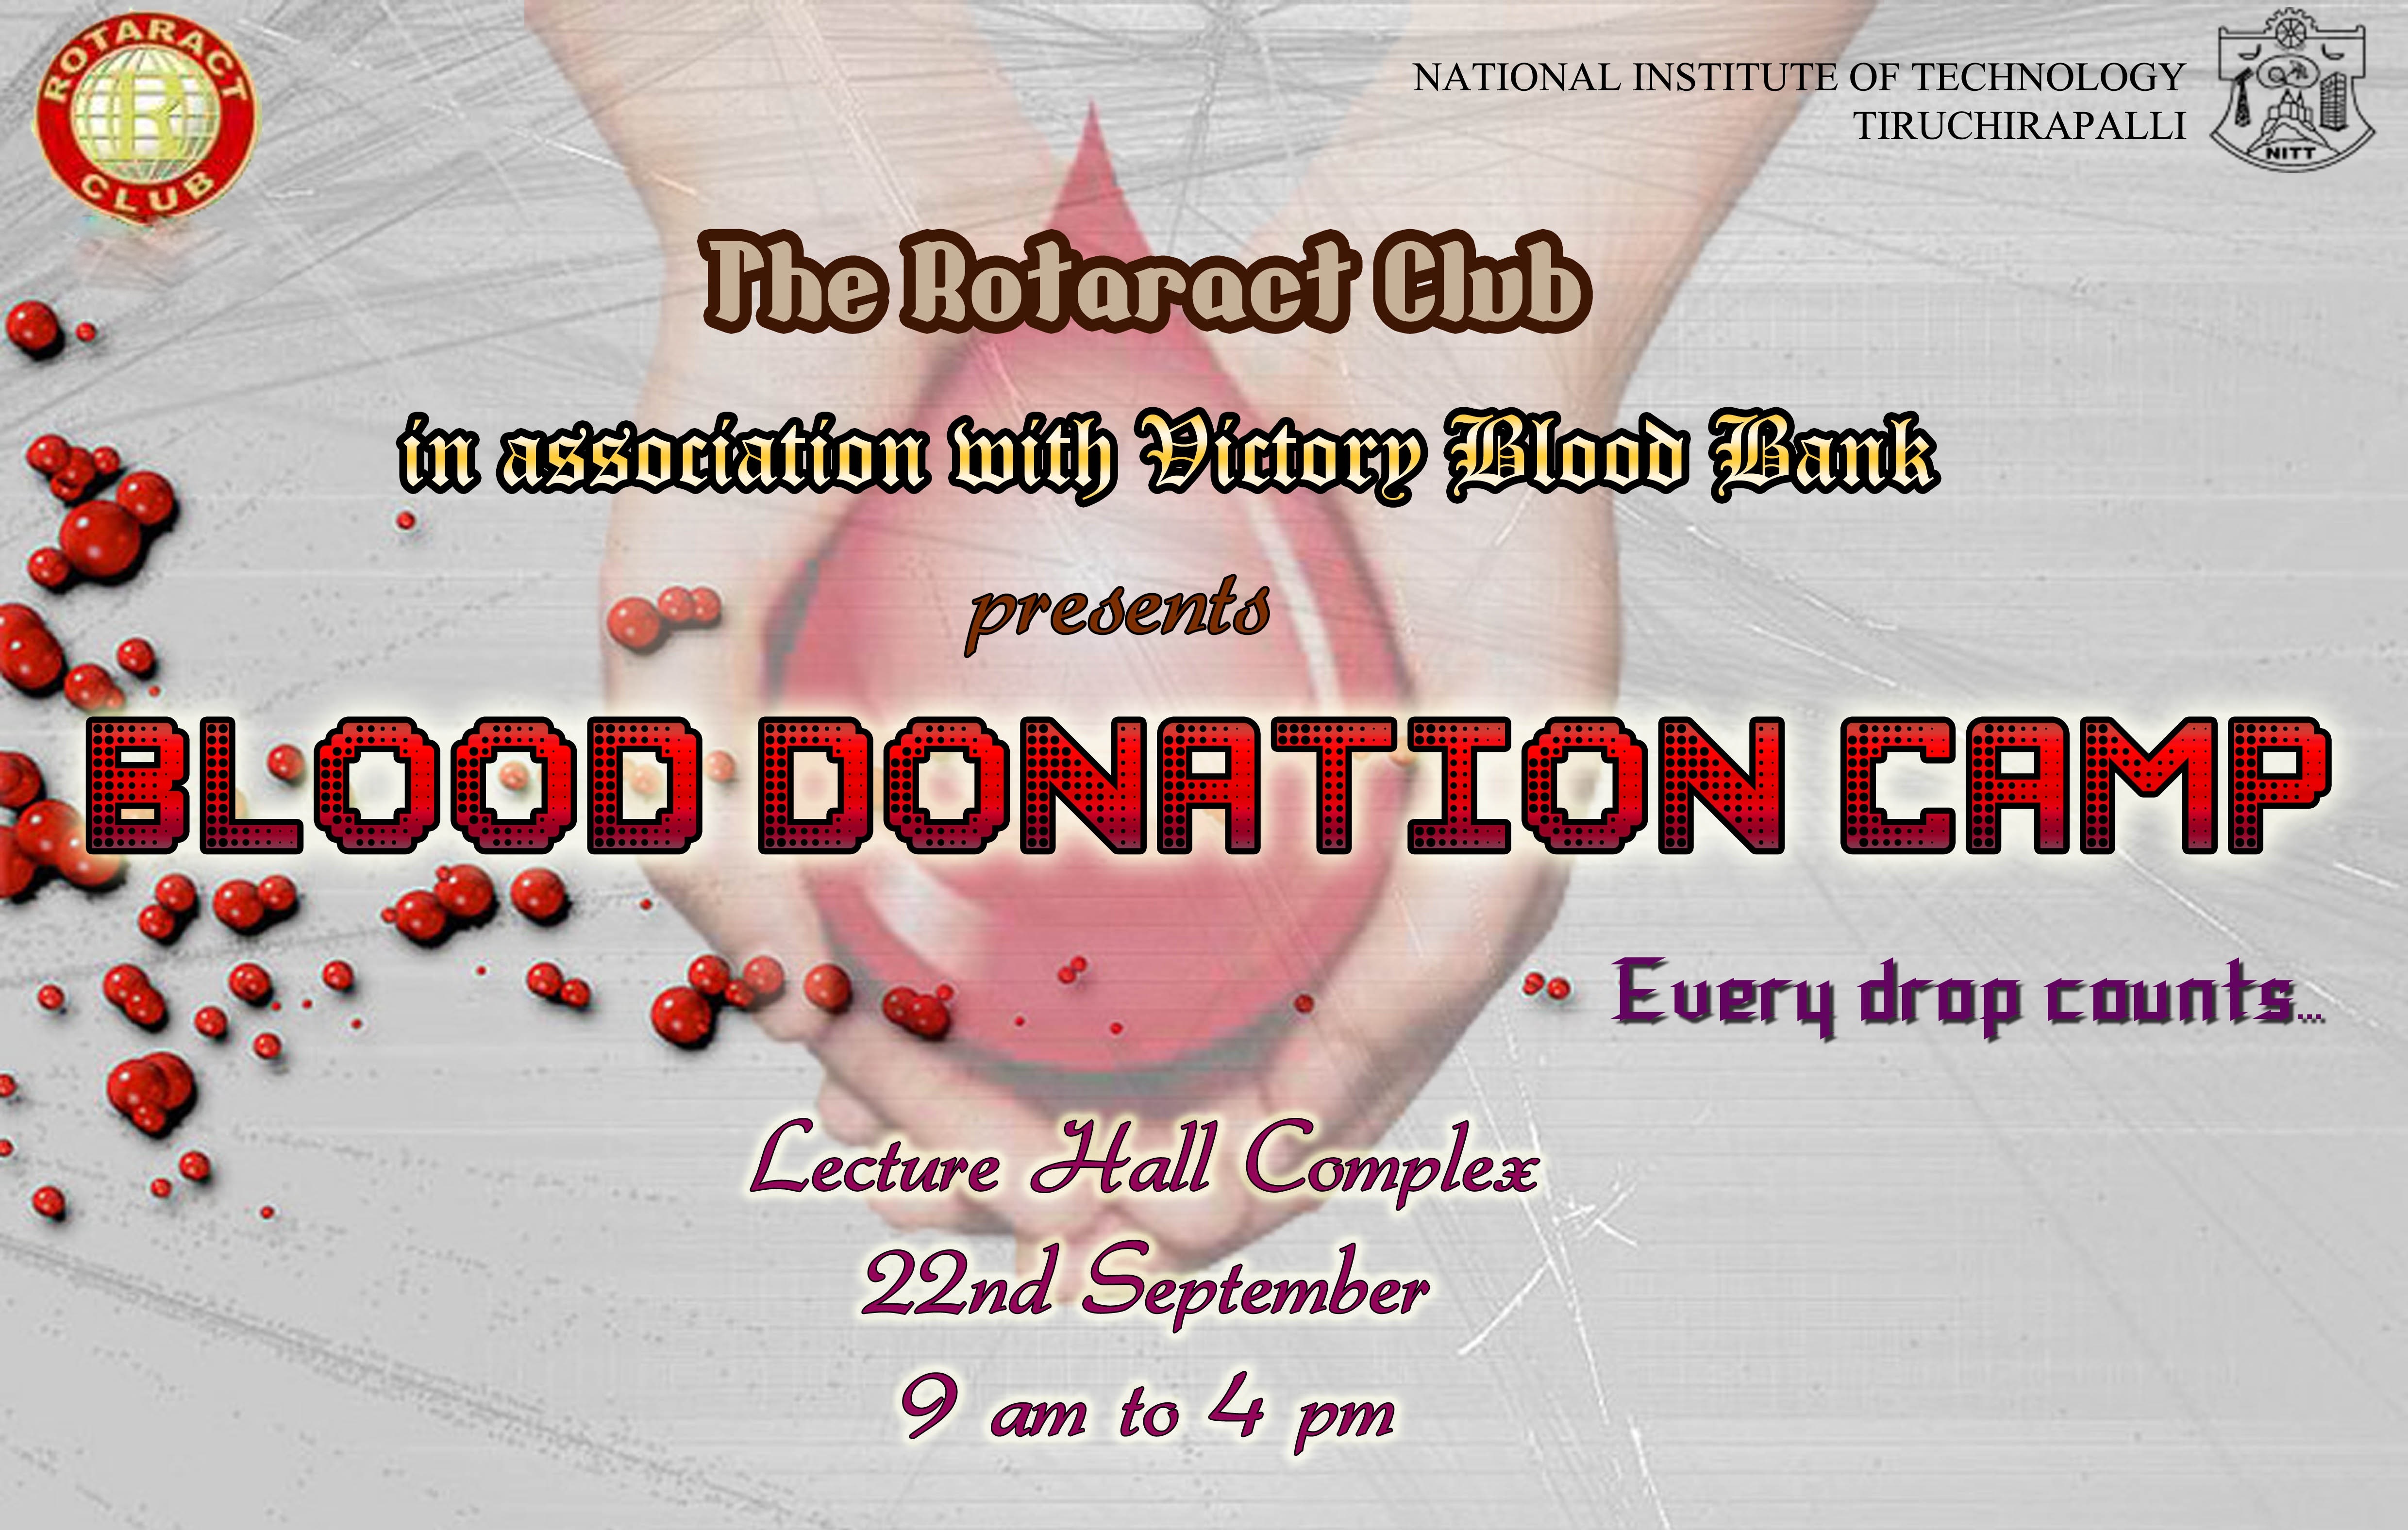 ROTARACT
CLUB
NATIONAL INSTITUTE OF TECHNOLOGY
TIRUCHIRAPALLI
NITT
The Rotaract Club
in association with Victory Blood Bank
presents
BLOOD DONATION CAMP
Every drop counts...
Lecture Hall Complex
22nd September
9 am to 4 pm